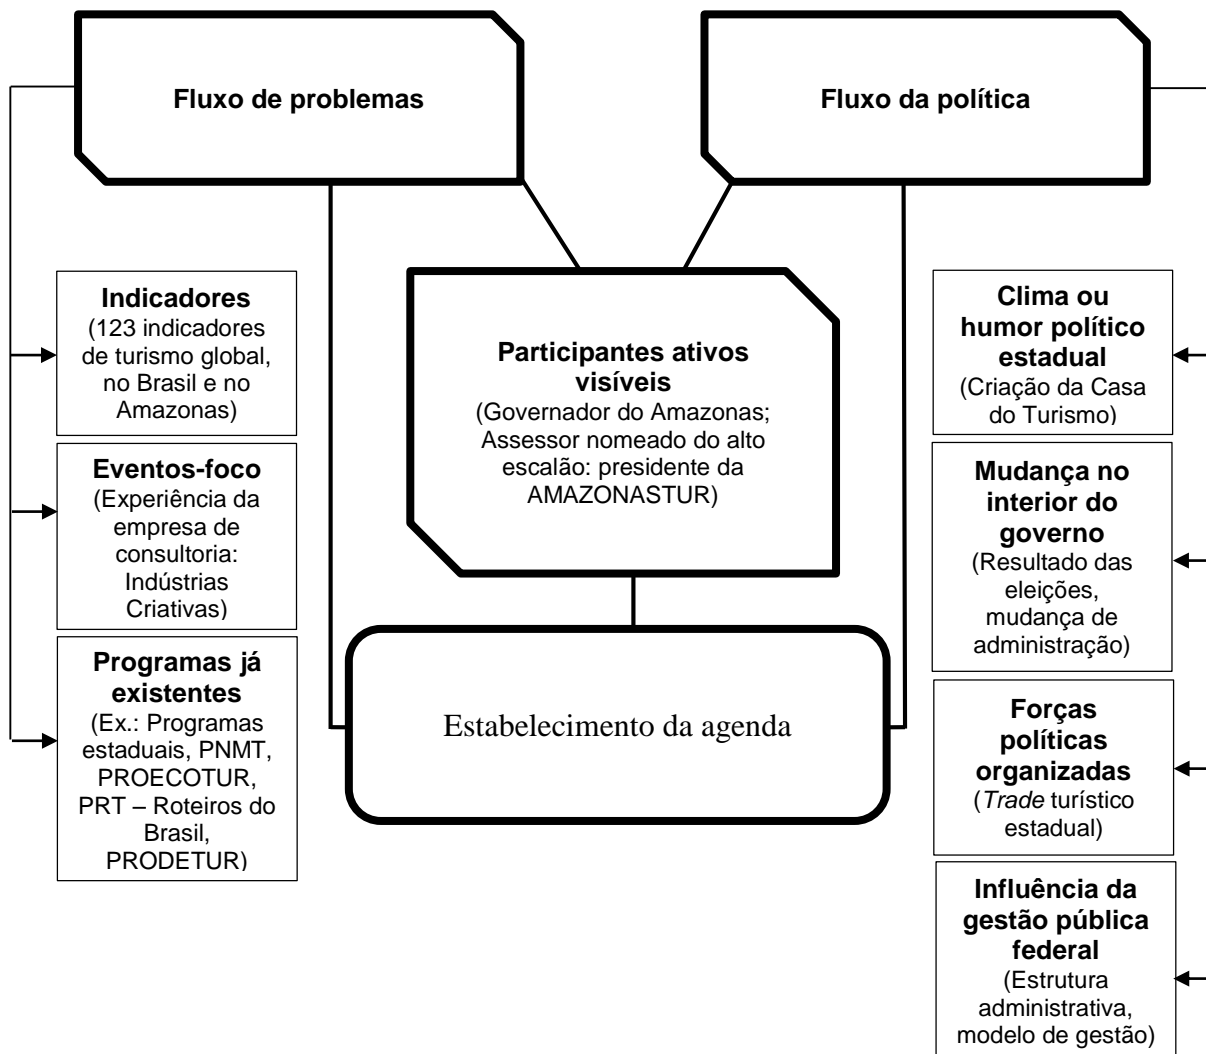 Fluxo de problemas
Fluxo da política
Indicadores
(123 indicadores
de turismo global,
no Brasil e no
Amazonas)
Eventos-foco
(Experiência da
empresa de
consultoria:
Indústrias
Criativas)
Programas já
existentes
(Ex.: Programas
estaduais, PNMT,
PROECOTUR,
PRT – Roteiros do
Brasil,
PRODETUR)
Participantes ativos
visíveis
(Governador do Amazonas;
Assessor nomeado do alto
escalão: presidente da
AMAZONASTUR)
Estabelecimento da agenda
Clima ou
humor político
estadual
(Criação da Casa
do Turismo)
Mudança no
interior do
governo
(Resultado das
eleições,
mudança de
administração)
Forças
políticas
organizadas
(Trade turístico
estadual)
Influência da
gestão pública
federal
(Estrutura
administrativa,
modelo de gestão)